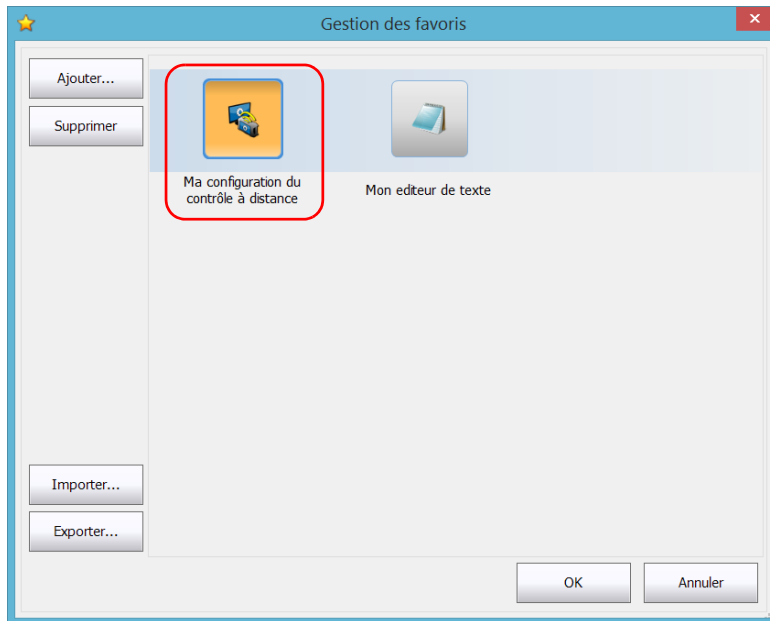 Gestion des favoris
Ajouter...
Supprimer
Ma configuration du
contrôle à distance
Mon editeur de texte
Importer...
Exporter...
OK
Annuler